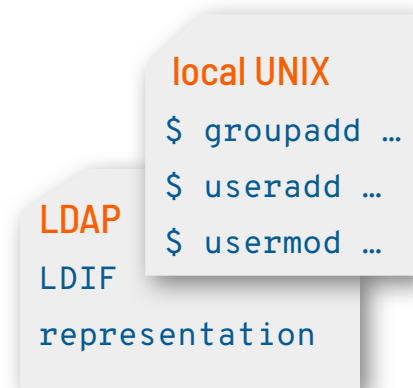 local UNIX
$ groupadd …
$ useradd …
$ usermod …
LDAP
LDIF
representation